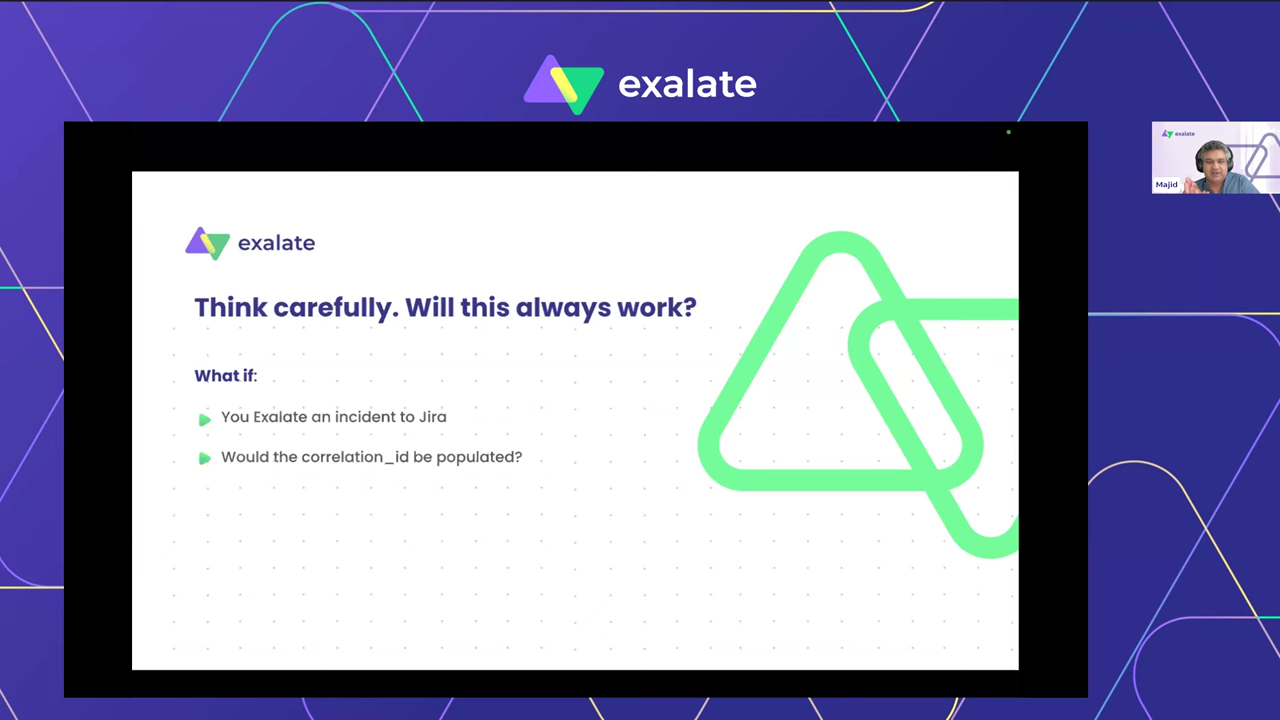 exalate
exalate
Majid
exalate
Think carefully. Will this always work?
What if:
You Exalate an incident to Jira
Would the correlation_id be populated?